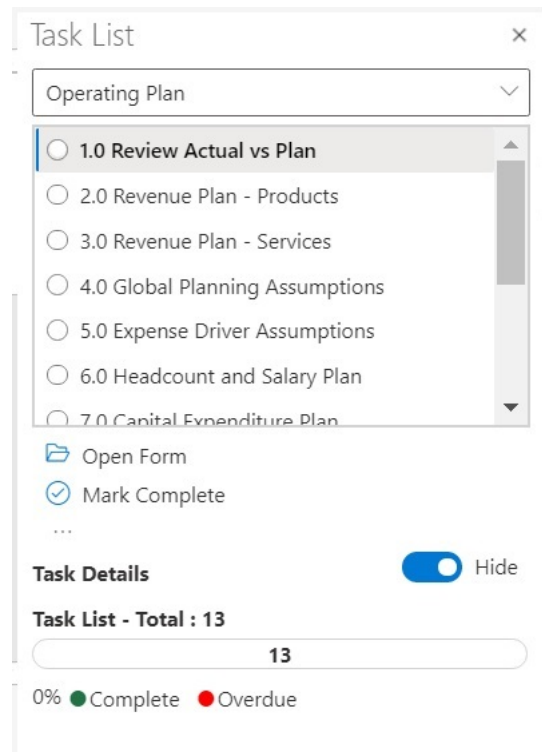 Task List
Operating Plan
1.0 Review Actual vs Plan
2.0 Revenue Plan - Products
3.0 Revenue Plan - Services
4.0 Global Planning Assumptions
5.0 Expense Driver Assumptions
6.0 Headcount and Salary Plan
7.0 Capital Expenditure Plan
Open Form
Mark Complete
...
Task Details Hide
Task List - Total : 13
13
0% Complete Overdue